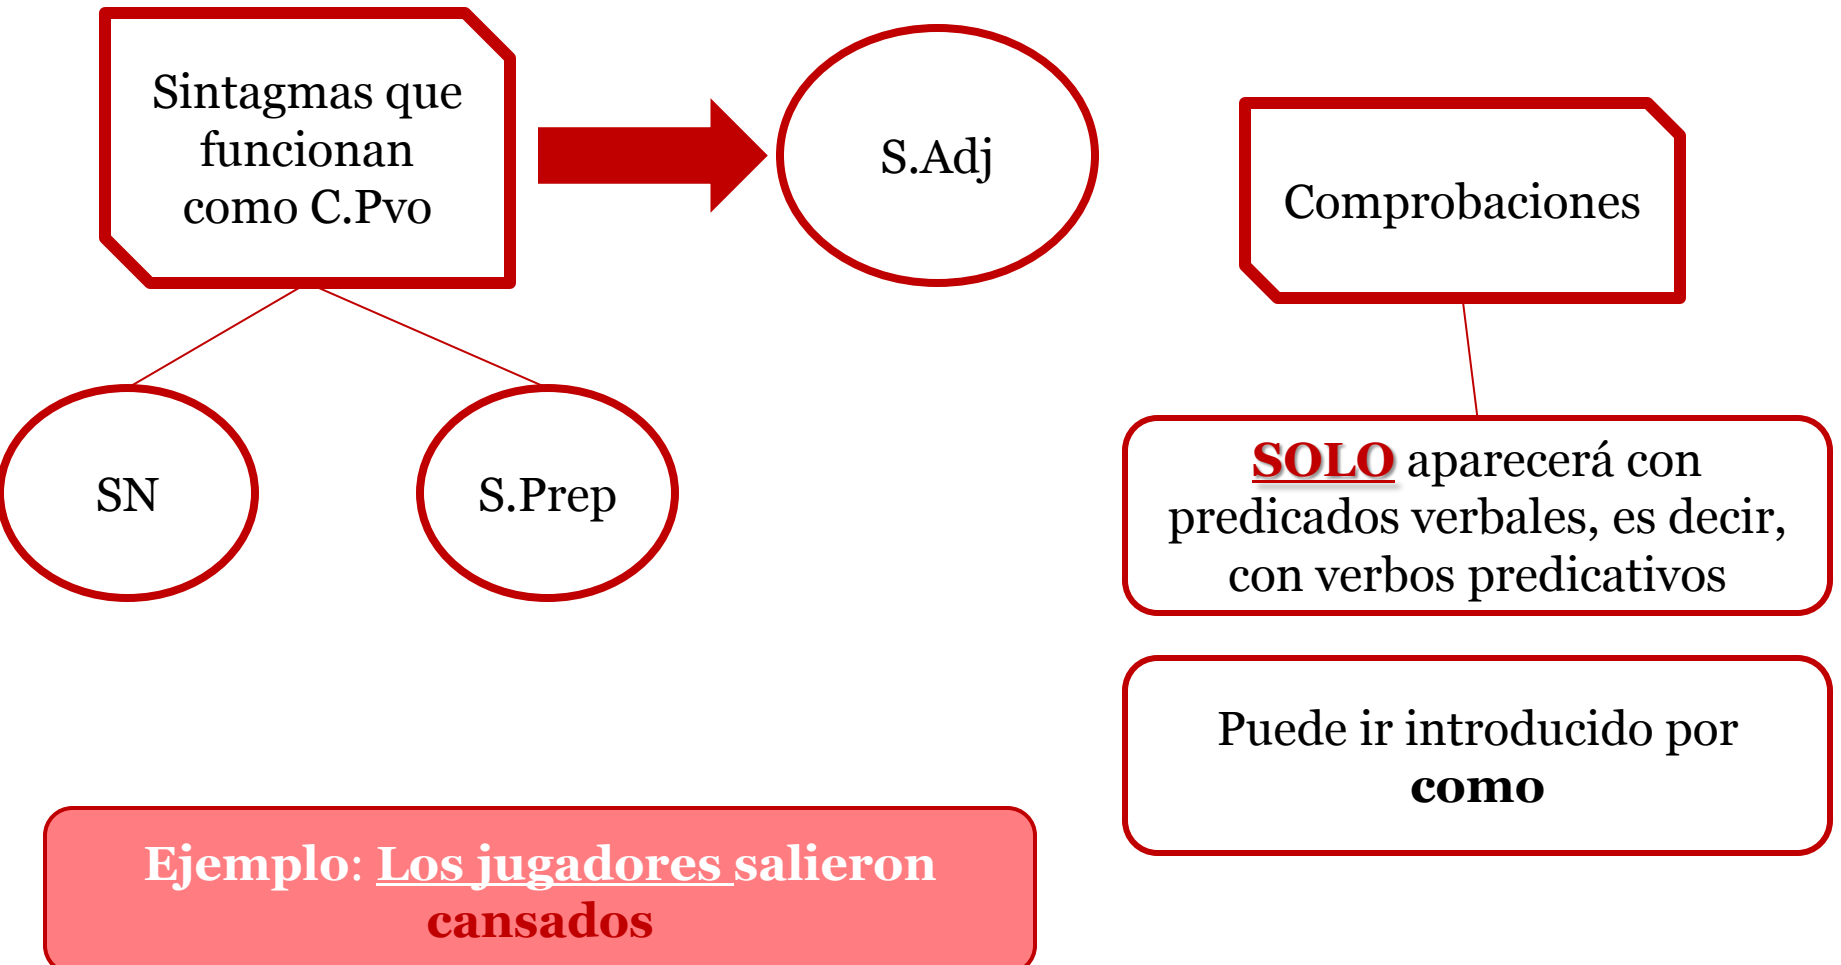 Sintagmas que
funcionan
como C.Pvo
S.Adj
SN
S.Prep
Comprobaciones
SOLO aparecerá con
predicados verbales, es decir,
con verbos predicativos
Puede ir introducido por
como
Ejemplo: Los jugadores salieron
cansados